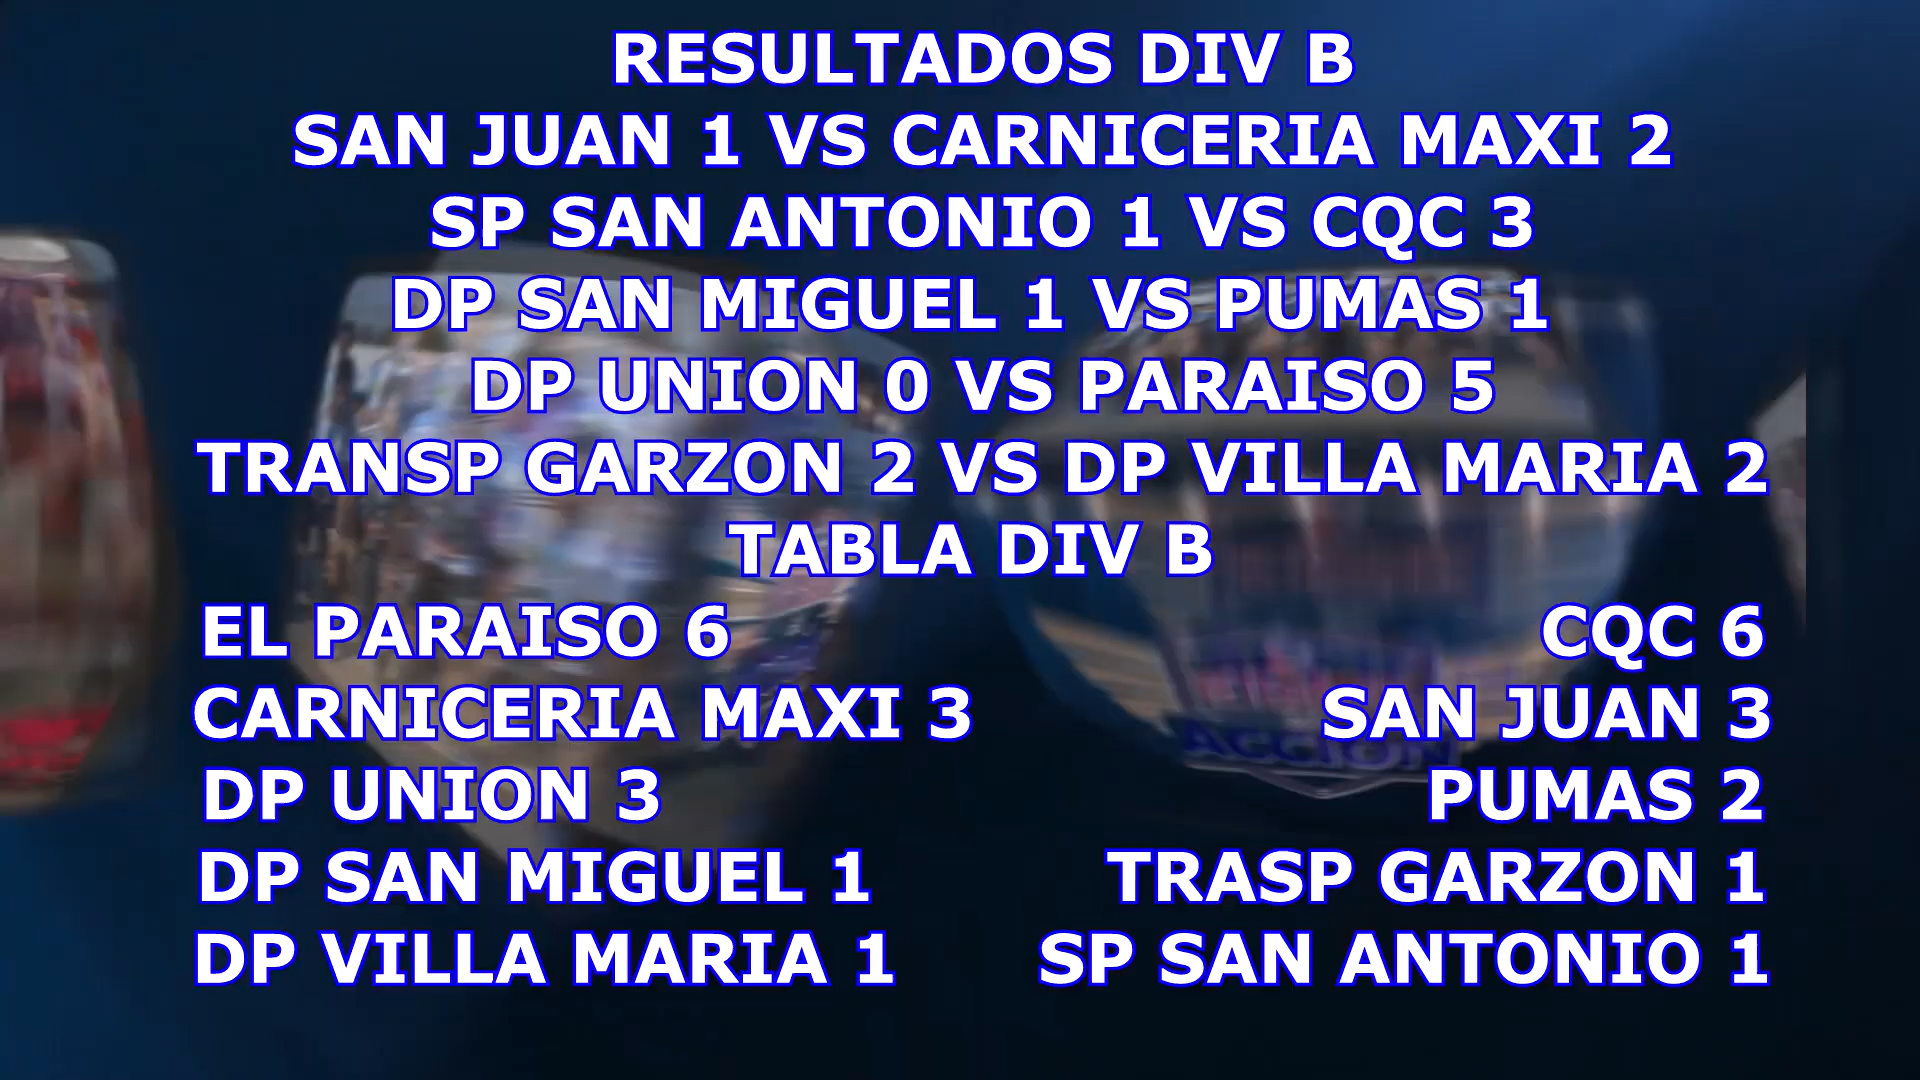 RESULTADOS DIV B
SAN JUAN 1 VS CARNICERIA MAXI 2
SP SAN ANTONIO 1 VS CQC 3
DP SAN MIGUEL 1 VS PUMAS 1
DP UNION 0 VS PARAISO 5
TRANSP GARZON 2 VS DP VILLA MARIA 2
TABLA DIV B
EL PARAISO 6 CQC 6
CARNICERIA MAXI 3 SAN JUAN 3
ACCION
DP UNION 3 PUMAS 2
DP SAN MIGUEL 1 TRASP GARZON 1
DP VILLA MARIA 1 SP SAN ANTONIO 1